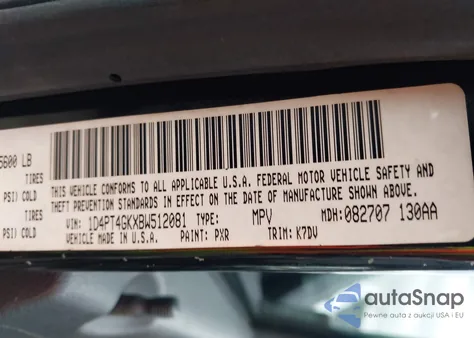 5600 LB
TIRES
PSI) COLD
TIRES
PSI) COLD
THIS VEHICLE CONFORMS TO ALL APPLICABLE U.S.A. FEDERAL MOTOR VEHICLE SAFETY AND
THEFT PREVENTION STANDARDS IN EFFECT ON THE DATE OF MANUFACTURE SHOWN ABOVE.
VIN: 1D4PT4GKXBW512081 TYPE: MPV MDH: 082707 130AA
VEHICLE MADE IN U.S.A. PAINT: PXR TRIM: K7DV
autoSnap
Pewne auta z aukcji USA i EU